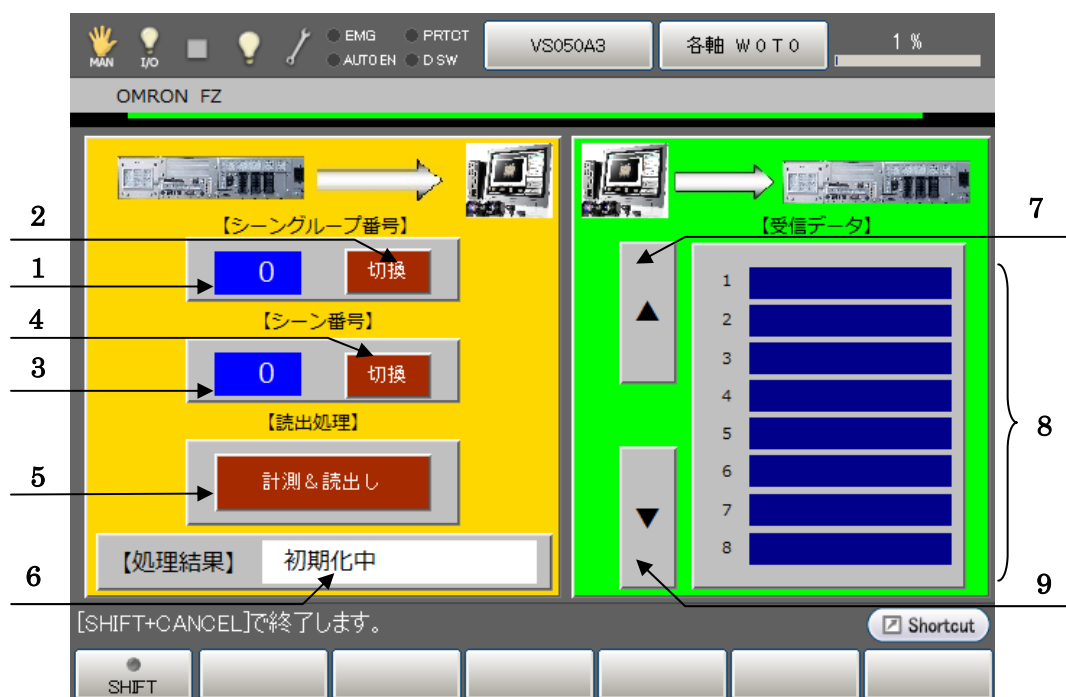 MAN
I/O
EMG
PRTCT
AUTO EN
D SW
VS050A3
各軸 W 0 T 0
1 %
OMRON FZ
2
【シーングループ番号】
1
0
切換
4
【シーン番号】
3
0
切換
【読出処理】
5
計測&読出し
【処理結果】
初期化中
6
7
【受信データ】
▲
1
2
3
4
5
6
7
8
8
▼
9
[SHIFT+CANCEL]で終了します。
Shortcut
SHIFT